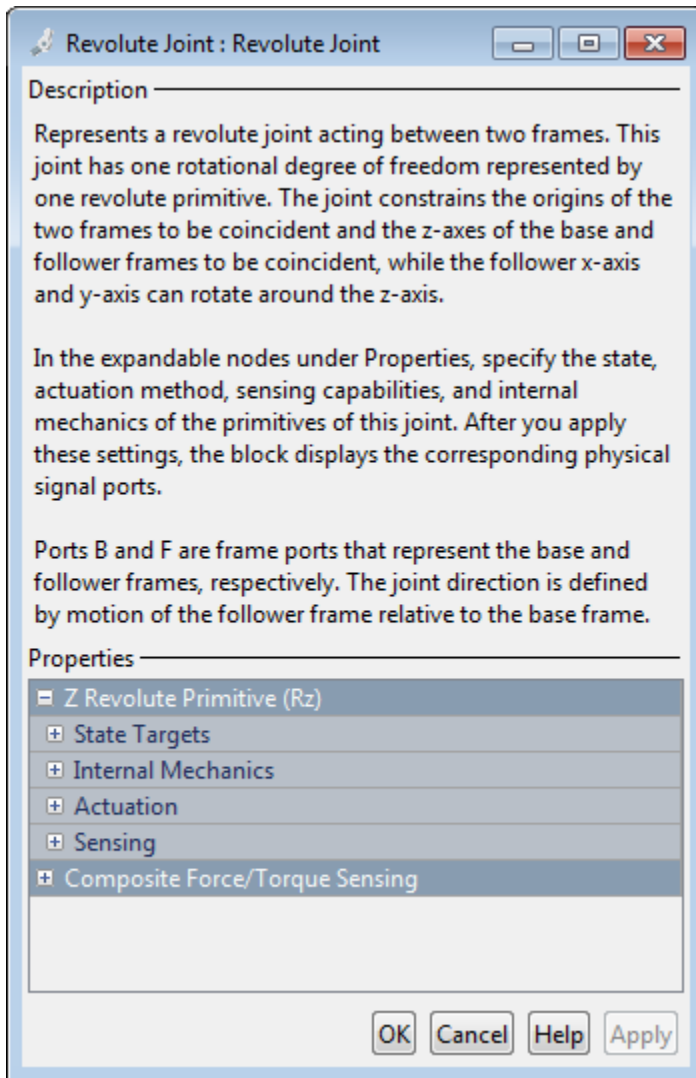 Revolute Joint : Revolute Joint
Description
Represents a revolute joint acting between two frames. This
joint has one rotational degree of freedom represented by
one revolute primitive. The joint constrains the origins of the
two frames to be coincident and the z-axes of the base and
follower frames to be coincident, while the follower x-axis
and y-axis can rotate around the z-axis.
In the expandable nodes under Properties, specify the state,
actuation method, sensing capabilities, and internal
mechanics of the primitives of this joint. After you apply
these settings, the block displays the corresponding physical
signal ports.
Ports B and F are frame ports that represent the base and
follower frames, respectively. The joint direction is defined
by motion of the follower frame relative to the base frame.
Properties
Z Revolute Primitive (Rz)
State Targets
Internal Mechanics
Actuation
Sensing
Composite Force/Torque Sensing
OK Cancel Help Apply